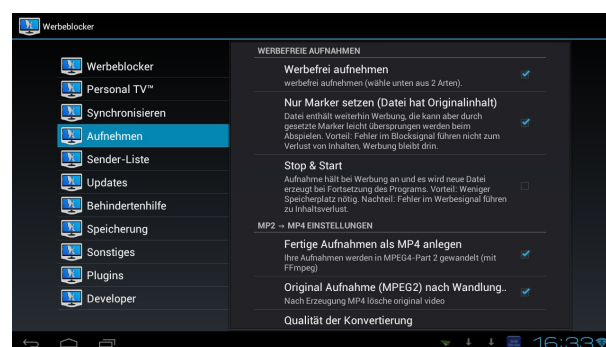 Werbeblocker
Werbeblocker
Personal TV™
Synchronisieren
Aufnehmen
Sender-Liste
Updates
Behindertenhilfe
Speicherung
Sonstiges
Plugins
Developer
WERBEFREIE AUFNAHMEN
Werbefrei aufnehmen
werbefrei aufnehmen (wähle unten aus 2 Arten).
Nur Marker setzen (Datei hat Originalinhalt)
Datei enthält weiterhin Werbung, die kann aber durch
gesetzte Marker leicht übersprungen werden beim
Abspielen. Vorteil: Fehler im Blocksignal führen nicht zum
Verlust von Inhalten, Werbung bleibt drin.
Stop & Start
Aufnahme hält bei Werbung an und es wird neue Datei
erzeugt bei Fortsetzung des Programs. Vorteil: Weniger
Speicherplatz nötig. Nachteil: Fehler im Werbesignal führen
zu Inhaltsverlust.
MP2 → MP4 EINSTELLUNGEN
Fertige Aufnahmen als MP4 anlegen
Ihre Aufnahmen werden in MPEG4-Part 2 gewandelt (mit
FFmpeg)
Original Aufnahme (MPEG2) nach Wandlung..
Nach Erzeugung MP4 lösche original video
Qualität der Konvertierung
16:33